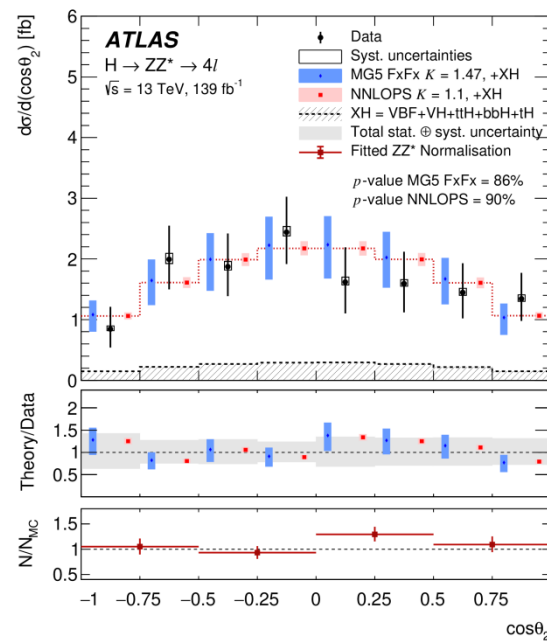 dσ/d(cosθ₂) [fb]
6
5
4
3
2
1
0
ATLAS
H → ZZ* → 4l
√s = 13 TeV, 139 fb⁻¹
Data
Syst. uncertainties
MG5 FxFx K = 1.47, +XH
NNLOPS K = 1.1, +XH
XH = VBF+VH+ttH+bbH+tH
Total stat. ⊕ syst. uncertainty
Fitted ZZ* Normalisation
p-value MG5 FxFx = 86%
p-value NNLOPS = 90%
Theory/Data
2
1.5
1
0.5
N/N_MC
1.5
1
0.5
−1 −0.75 −0.5 −0.25 0 0.25 0.5 0.75 1
cosθ₂